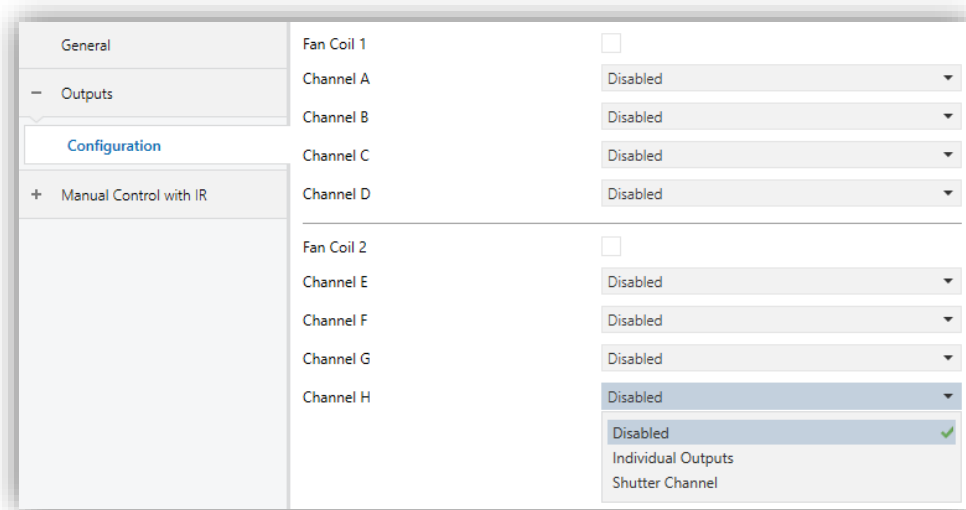 General
− Outputs
Configuration
+ Manual Control with IR
Fan Coil 1
Channel A Disabled
Channel B Disabled
Channel C Disabled
Channel D Disabled
Fan Coil 2
Channel E Disabled
Channel F Disabled
Channel G Disabled
Channel H Disabled
Disabled
Individual Outputs
Shutter Channel